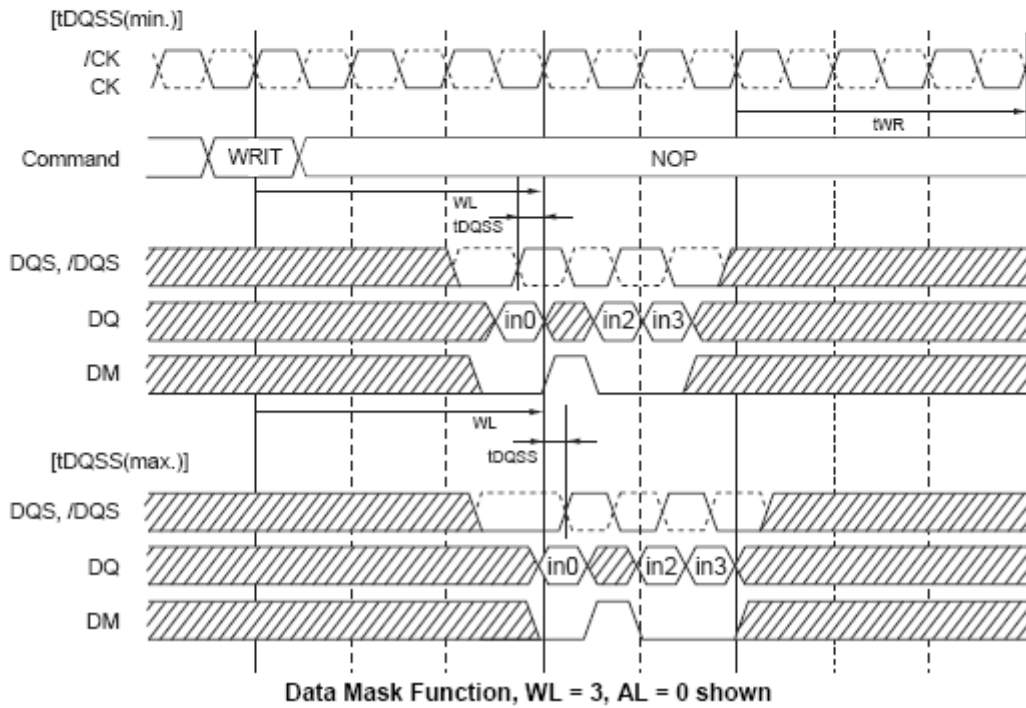 [tDQSS(min.)]
/CK
CK
tWR
Command WRIT NOP
WL
tDQSS
DQS, /DQS
DQ in0 in2 in3
DM
WL
tDQSS
[tDQSS(max.)]
DQS, /DQS
DQ in0 in2 in3
DM
Data Mask Function, WL = 3, AL = 0 shown